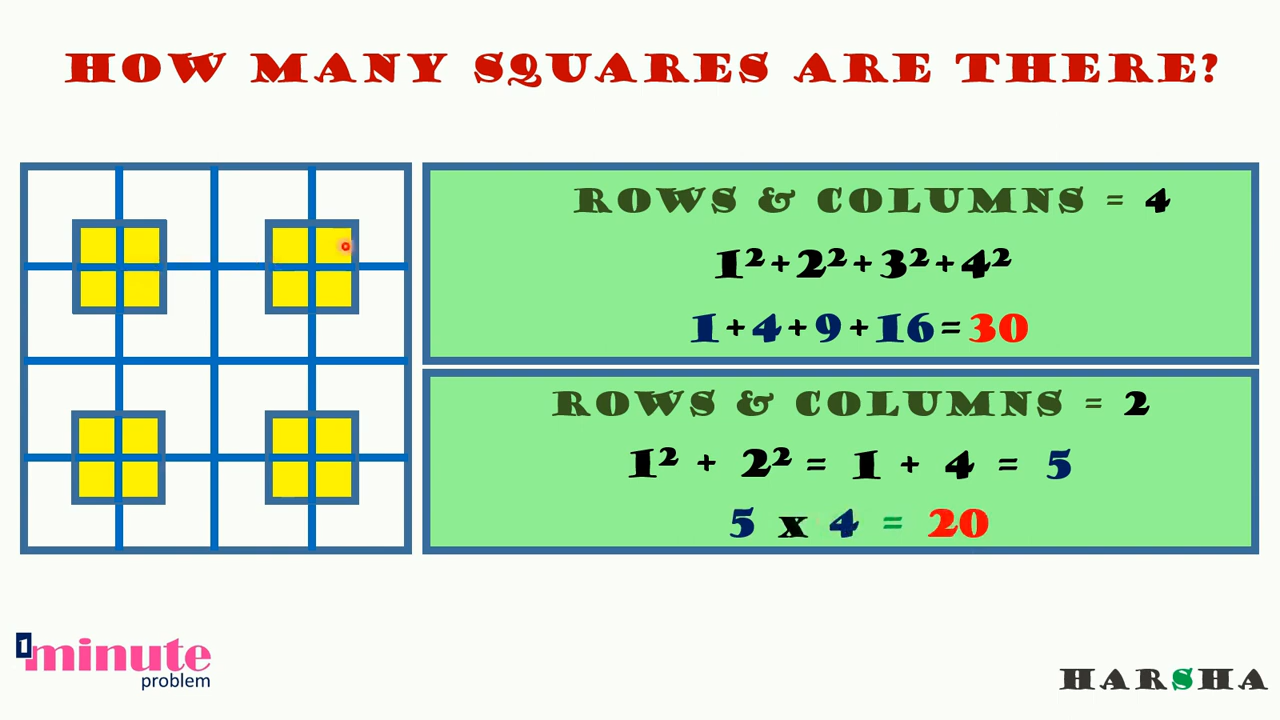 HOW MANY SQUARES ARE THERE?
ROWS & COLUMNS = 4
1²+2²+3²+4²
1+4+9+16=30
ROWS & COLUMNS = 2
1² + 2² = 1 + 4 = 5
5 x 4 = 20
1minute
problem
HARSHA